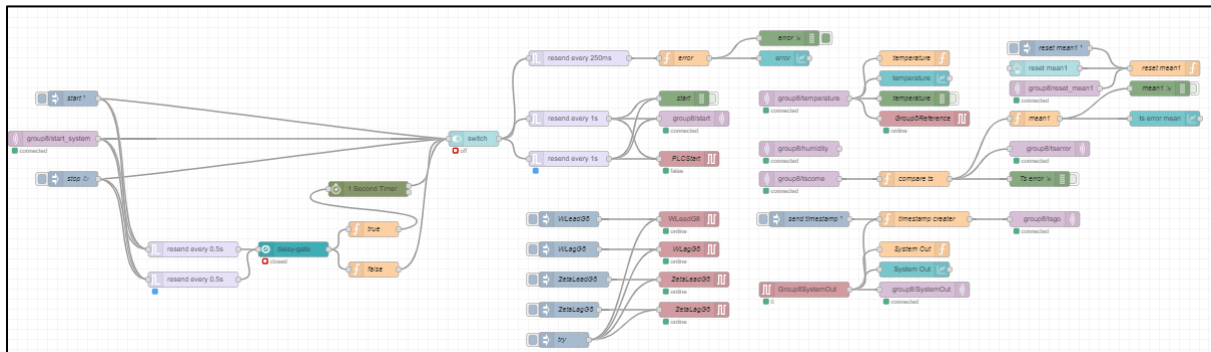 start ¹
group8/start_system
connected
stop ↻
resend every 0.5s
resend every 0.5s
delay-gate
closed
1 Second Timer
true
false
switch
off
resend every 250ms
resend every 1s
resend every 1s
error
error
error
start
group8/start
connected
PLCStart
false
WLeadG8
WLagG8
ZetaLeadG8
ZetaLagG8
try
WLeadG8
online
WLagG8
online
ZetaLeadG8
online
ZetaLagG8
online
group8/temperature
connected
group8/humidity
connected
group8/tscome
connected
temperature
temperature
temperature
Group8Reference
online
compare ts
send timestamp ¹
timestamp creater
System Out
System Out
Group8SystemOut
0
group8/SystemOut
connected
reset mean1 ¹
reset mean1
group8/reset_mean1
connected
mean1
group8/tserror
connected
Ts error
group8/tsgo
connected
reset mean1
mean1
ts error mean